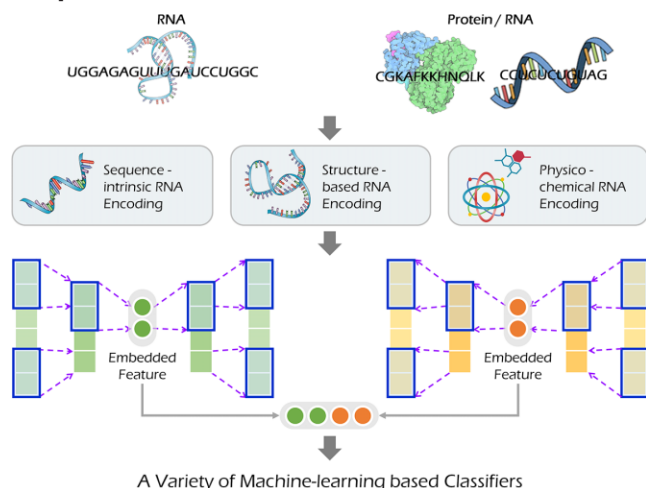 RNA
Protein / RNA
UGGAGAGUUUGAUCCUGGC
CGKAFKKHNQLK
CCUCUCUGUAG
Sequence -
intrinsic RNA
Encoding
Structure -
based RNA
Encoding
Physico -
chemical RNA
Encoding
Embedded
Feature
Embedded
Feature
A Variety of Machine-learning based Classifiers